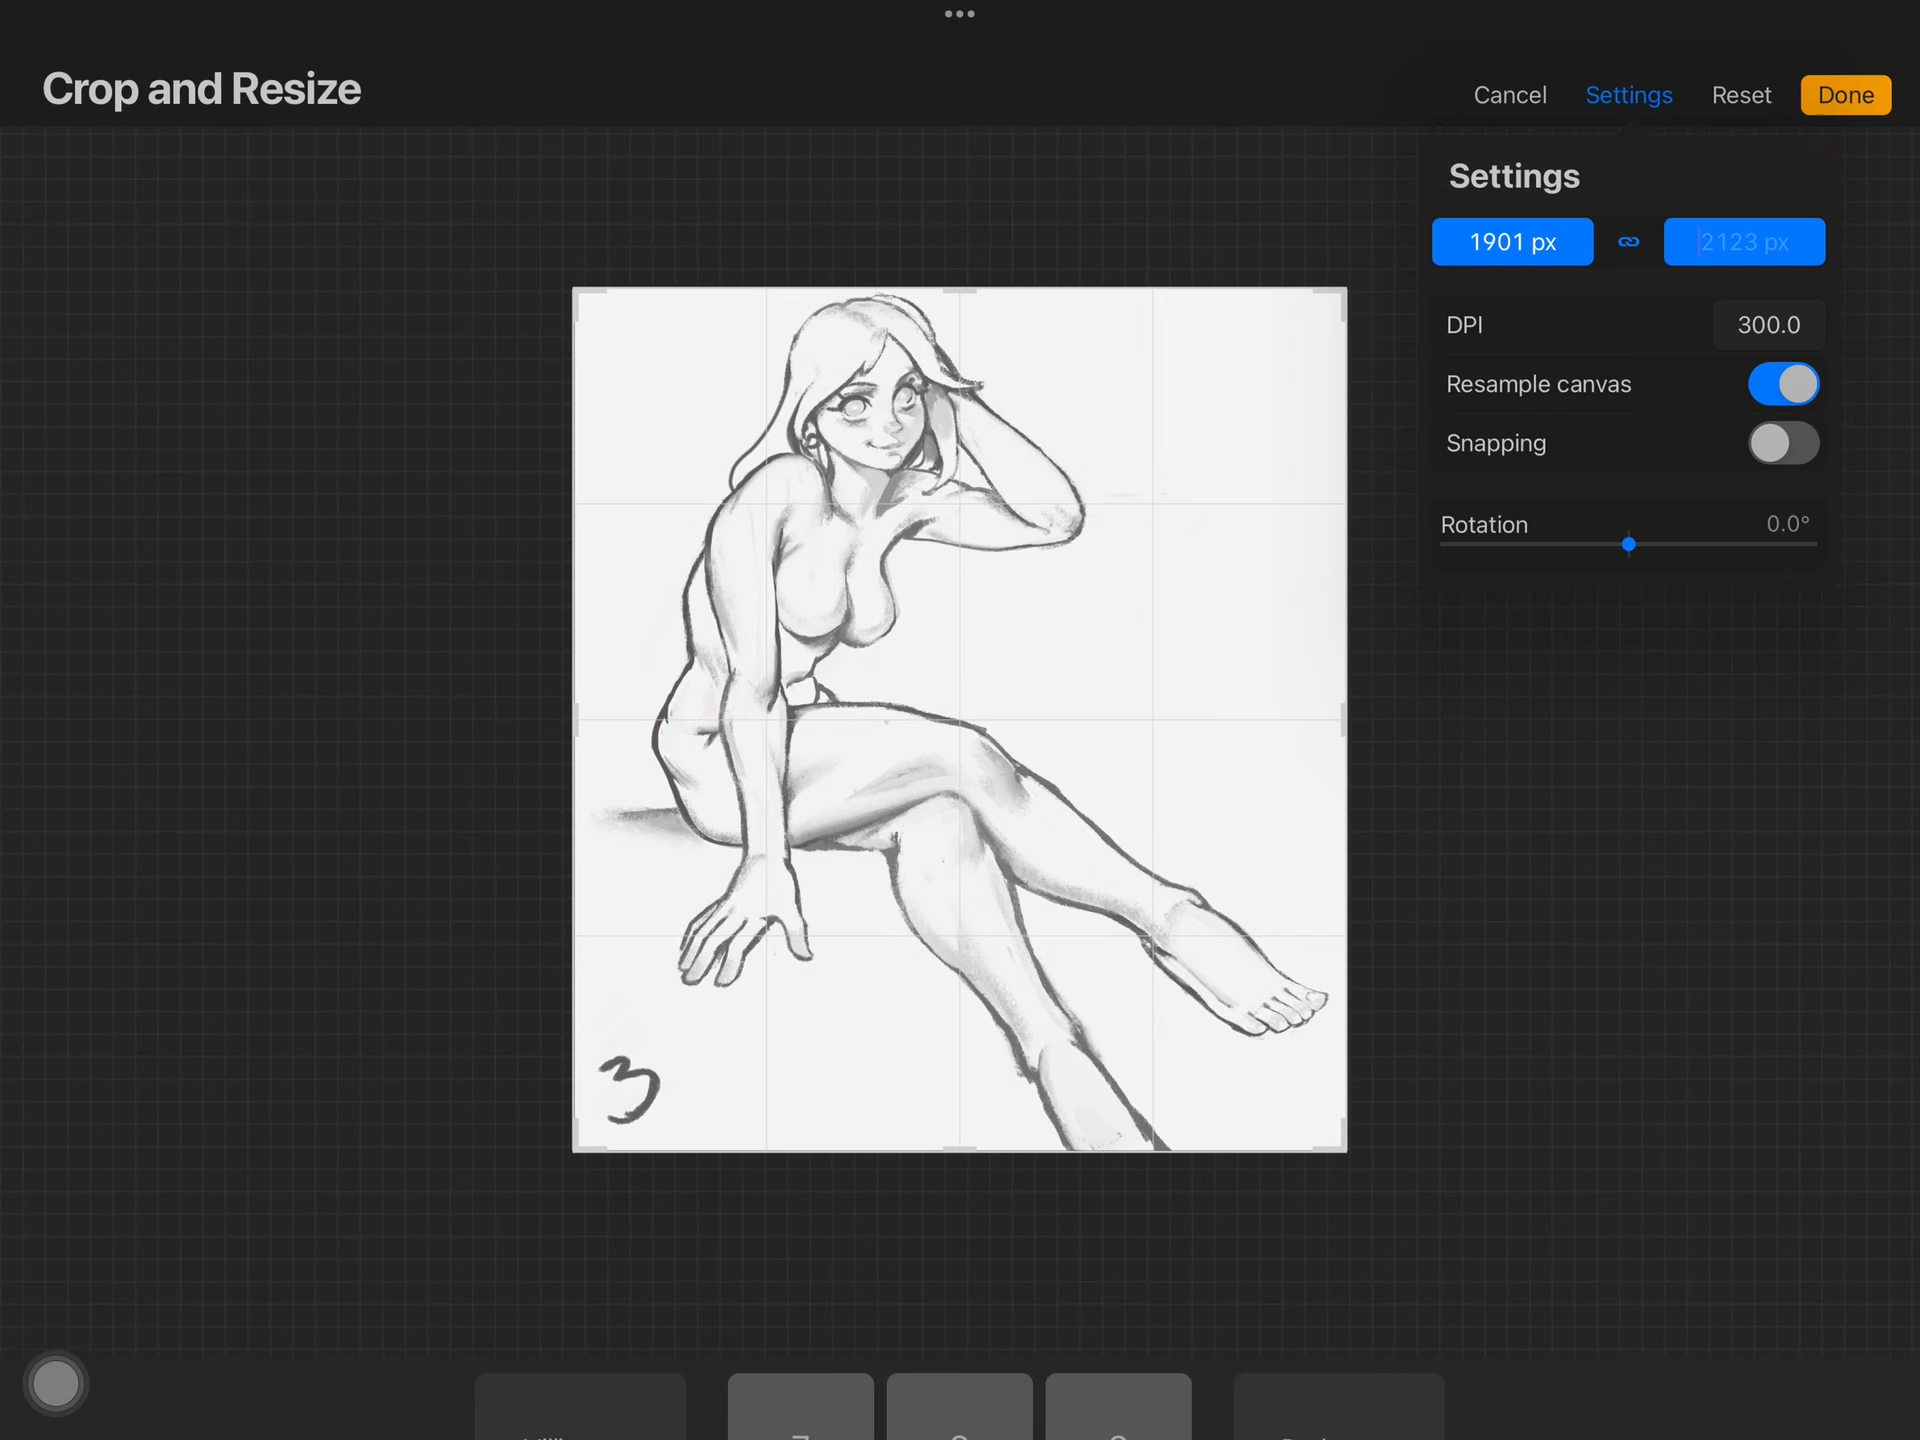 Crop and Resize
Cancel
Settings
Reset
Done
Settings
1901 px
2123 px
DPI
300.0
Resample canvas
Snapping
Rotation
0.0°
3